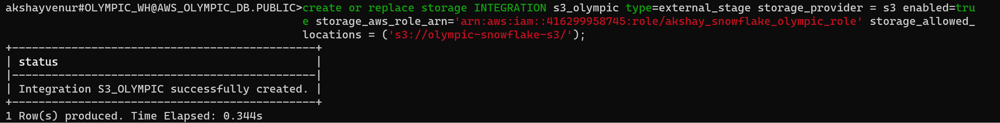 akshayvenur#OLYMPIC_WH@AWS_OLYMPIC_DB.PUBLIC>create or replace storage INTEGRATION s3_olympic type=external_stage storage_provider = s3 enabled=tru
e storage_aws_role_arn='arn:aws:iam::416299958745:role/akshay_snowflake_olympic_role' storage_allowed_
locations = ('s3://olympic-snowflake-s3/');
+----------------------------------------------+
| status                                       |
|----------------------------------------------|
| Integration S3_OLYMPIC successfully created. |
+----------------------------------------------+
1 Row(s) produced. Time Elapsed: 0.344s